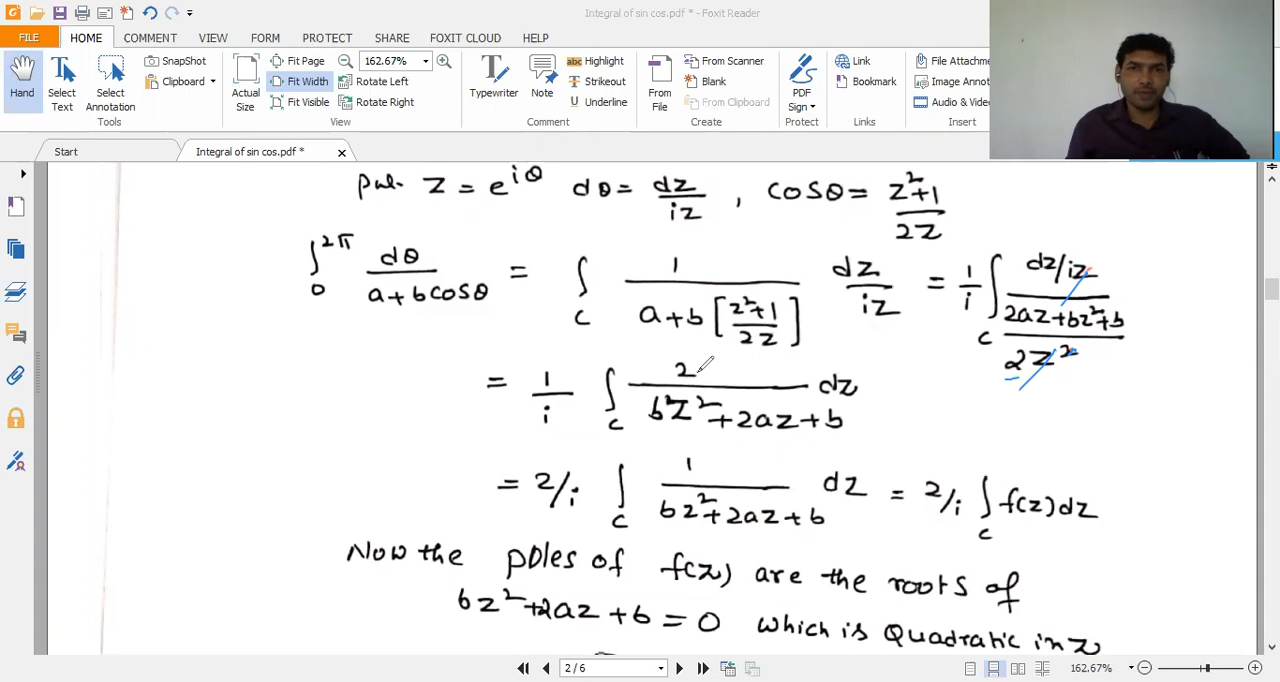 Integral of sin cos.pdf * - Foxit Reader
FILE HOME COMMENT VIEW FORM PROTECT SHARE FOXIT CLOUD HELP
Hand Select Text Select Annotation SnapShot Clipboard Actual Size Fit Page Fit Width Fit Visible 162.67% Rotate Left Rotate Right Typewriter Note Highlight Strikeout Underline From File From Scanner Blank From Clipboard PDF Sign Link Bookmark File Attachme Image Annot Audio & Vide
Tools View Comment Create Protect Links Insert
Start Integral of sin cos.pdf *
put z = e^{iθ} dθ = dz/iz , cosθ = z²+1/2z
∫₀^{2π} dθ/a+bcosθ = ∫_C 1/a+b[z²+1/2z] dz/iz = 1/i ∫_C dz/iz / 2az+bz²+b / 2z²
= 1/i ∫_C 2/b²z²+2az+b dz
= 2/i ∫_C 1/bz²+2az+b dz = 2/i ∫_C f(z)dz
Now the poles of f(z) are the roots of
bz²+2az+b = 0 which is Quadratic in z
2/6 162.67%